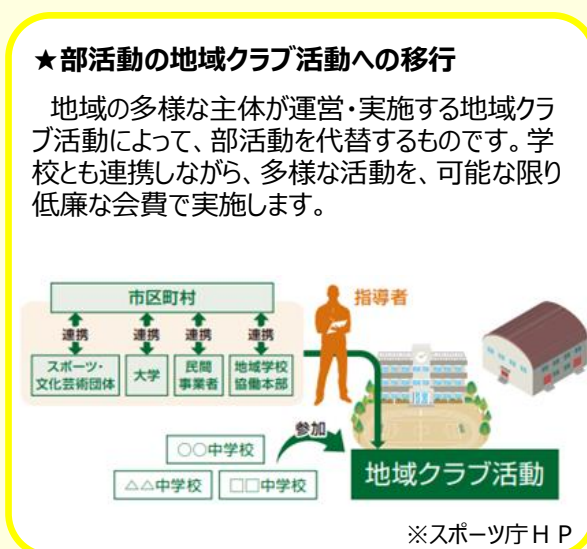 ★部活動の地域クラブ活動への移行
地域の多様な主体が運営・実施する地域クラ
ブ活動によって、部活動を代替するものです。学
校とも連携しながら、多様な活動を、可能な限り
低廉な会費で実施します。
市区町村
連携 連携 連携 連携
スポーツ・
文化芸術団体
大学
民間
事業者
地域学校
協働本部
指導者
参加
○○中学校
△△中学校 □□中学校
地域クラブ活動
※スポーツ庁ＨＰ